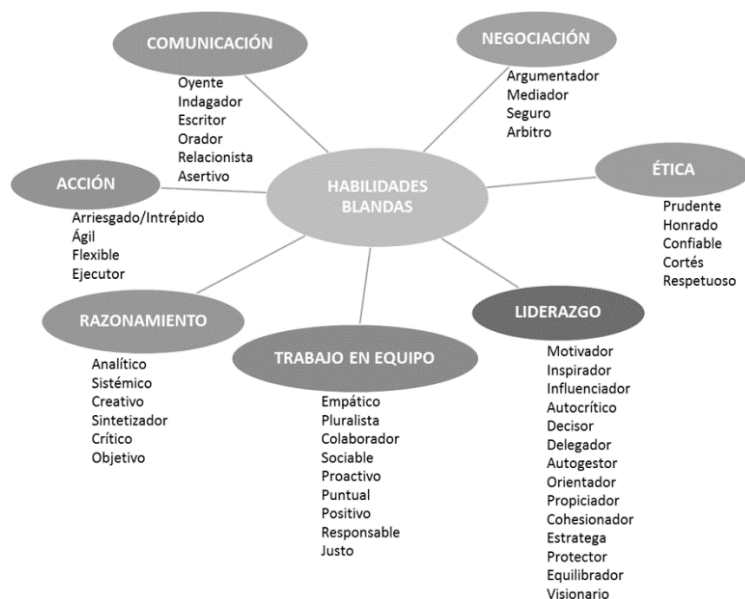 COMUNICACIÓN
Oyente
Indagador
Escritor
Orador
Relacionista
Asertivo
NEGOCIACIÓN
Argumentador
Mediador
Seguro
Arbitro
ACCIÓN
Arriesgado/Intrépido
Ágil
Flexible
Ejecutor
HABILIDADES
BLANDAS
ÉTICA
Prudente
Honrado
Confiable
Cortés
Respetuoso
RAZONAMIENTO
Analítico
Sistémico
Creativo
Sintetizador
Crítico
Objetivo
TRABAJO EN EQUIPO
Empático
Pluralista
Colaborador
Sociable
Proactivo
Puntual
Positivo
Responsable
Justo
LIDERAZGO
Motivador
Inspirador
Influenciador
Autocrítico
Decisor
Delegador
Autogestor
Orientador
Propiciador
Cohesionador
Estratega
Protector
Equilibrador
Visionario